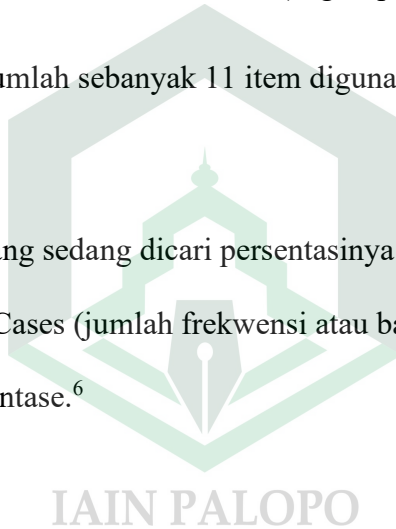 umlah sebanyak 11 item diguna
ng sedang dicari persentasinya
Cases (jumlah frekwensi atau ba
ntase.⁶
IAIN PALOPO